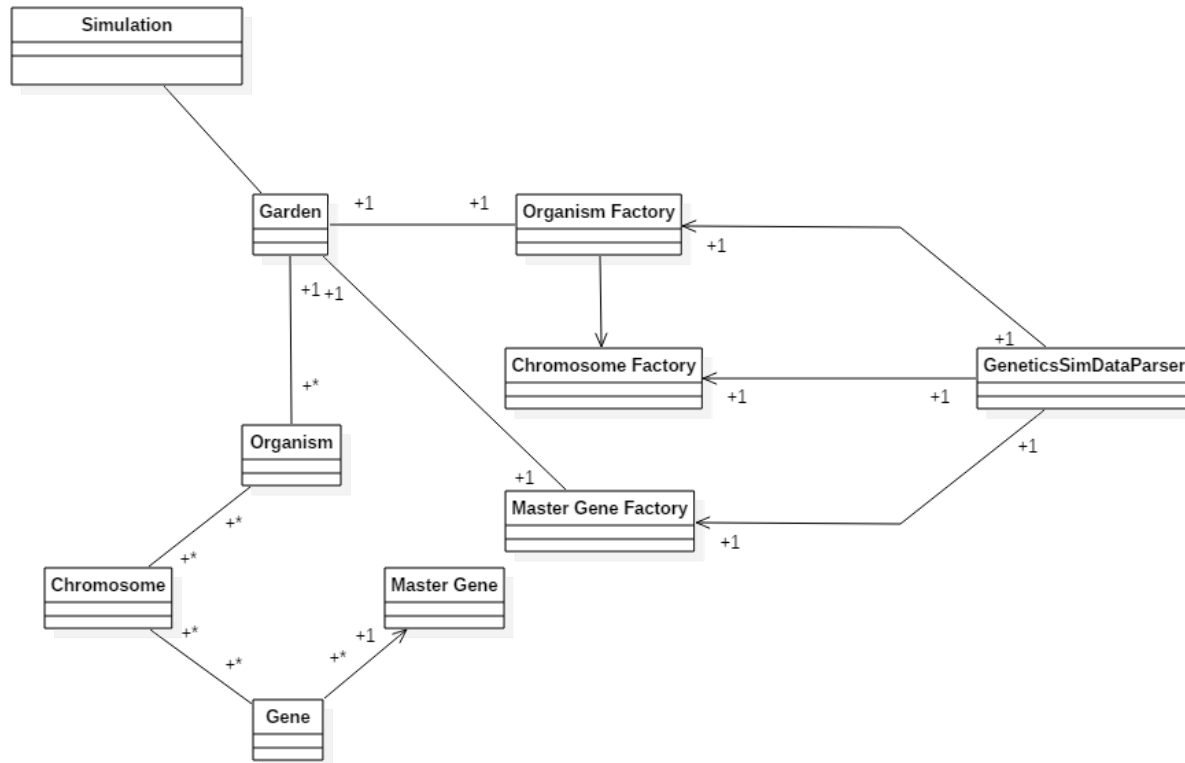 Simulation
Garden
+1
+1
Organism Factory
+1
+1 +1
+1
Chromosome Factory
+1
+1
GeneticsSimDataParser
+*
Organism
+1
+1
Master Gene Factory
+1
+*
+*
Chromosome
Master Gene
+*
+1
+*
+*
Gene